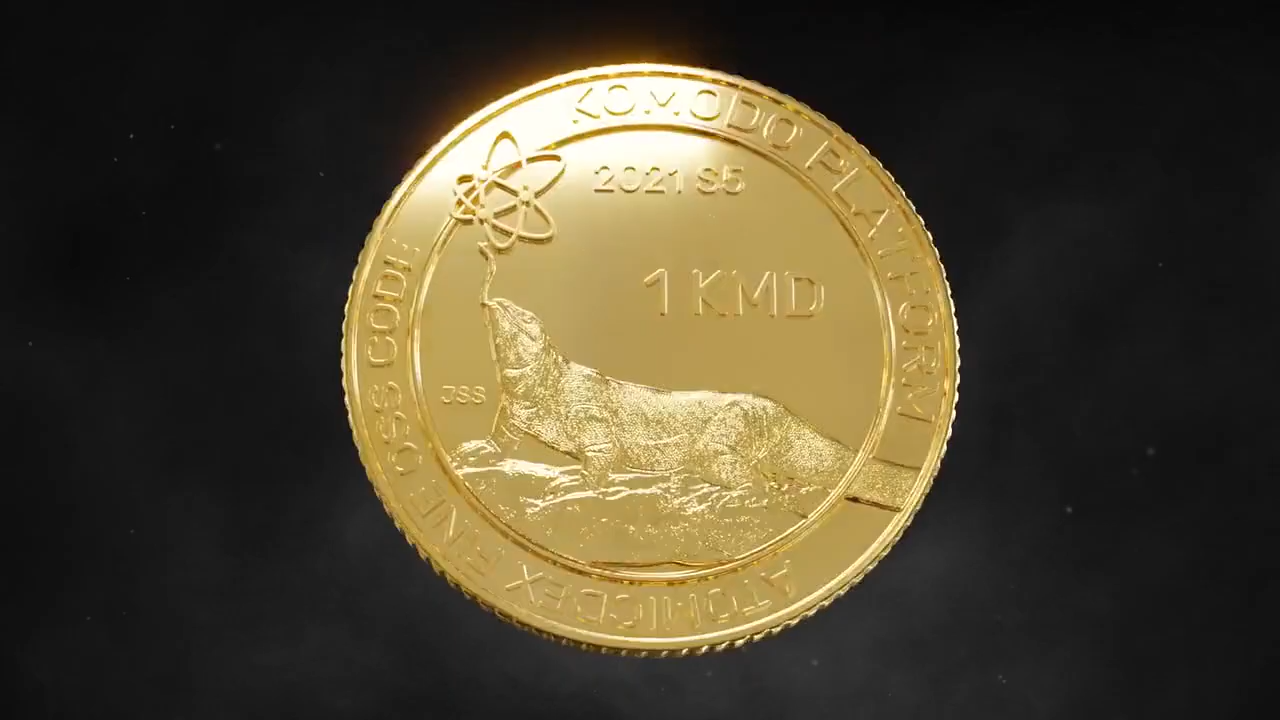 KOMODO PLATFORM
2021 S5
1 KMD
JSS
ATOMICDEX FINE OSS CODE